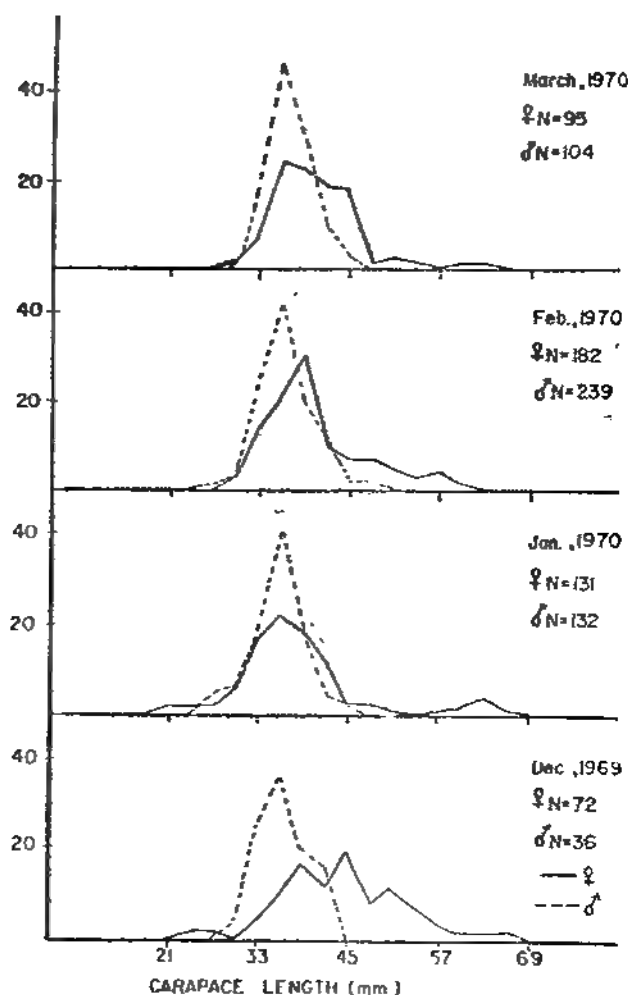 40
20
March, 1970
♀N=95
♂N=104
40
20
Feb., 1970
♀N=182
♂N=239
40
20
Jan., 1970
♀N=131
♂N=132
40
20
Dec, 1969
♀N=72
♂N=36
♀
♂
21 33 45 57 69
CARAPACE LENGTH (mm)